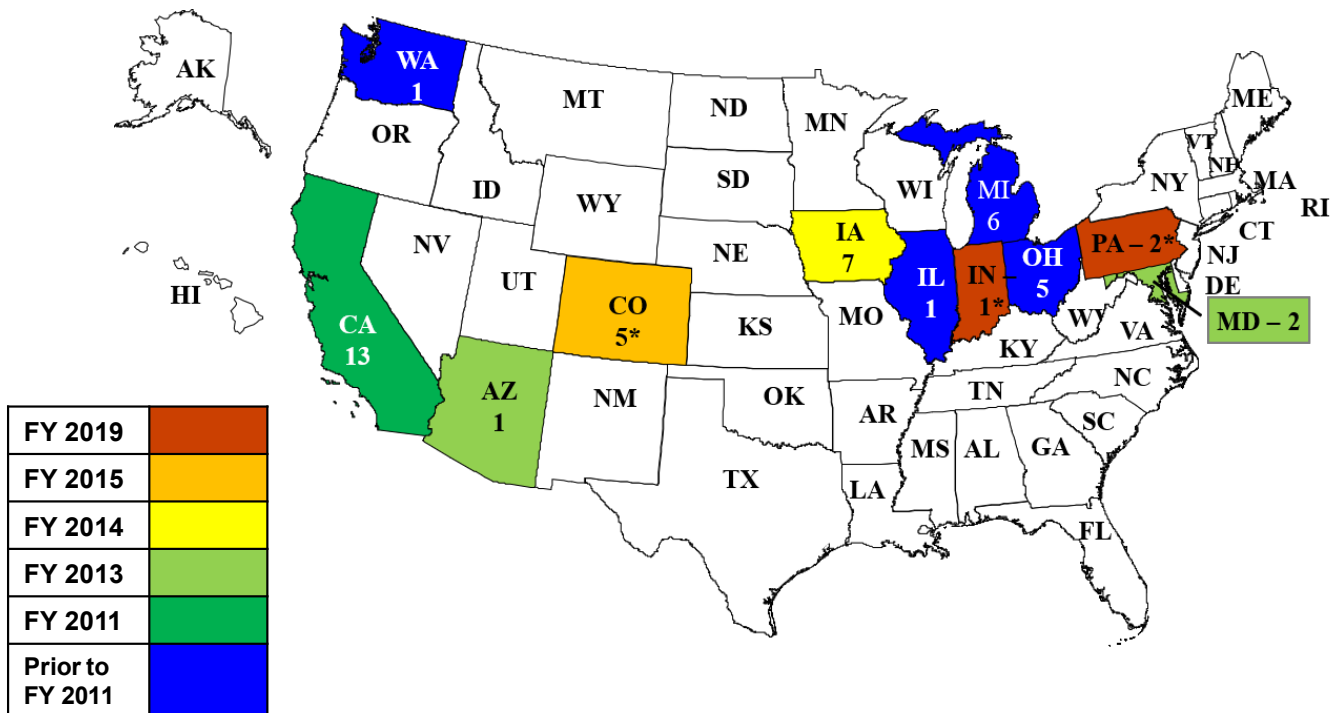 AK
WA
1
MT
ND
MN
ME
OR
VT
NH
ID
SD
WI
MI
6
NY
MA
RI
WY
CT
NV
IA
7
PA – 2*
NJ
NE
OH
5
IL
1
IN –
1*
DE
UT
HI
CO
5*
MO
WV
MD – 2
CA
13
KS
KY
VA
AZ
1
NM
OK
TN
NC
AR
SC
MS
AL
GA
TX
LA
FL
FY 2019
FY 2015
FY 2014
FY 2013
FY 2011
Prior to
FY 2011